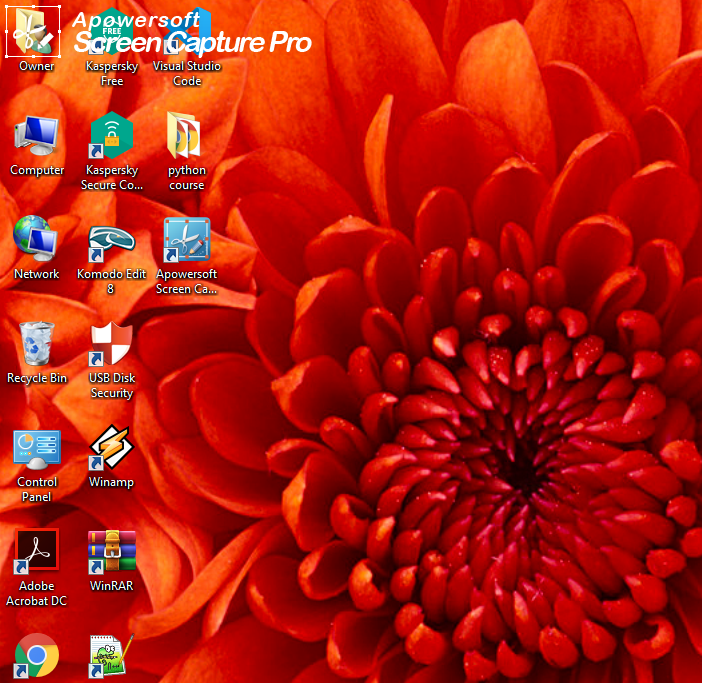 Apowersoft
Screen Capture Pro
FREE
Owner
Kaspersky
Free
Visual Studio
Code
Computer
Kaspersky
Secure Co...
python
course
Network
Komodo Edit
8
Apowersoft
Screen Ca...
Recycle Bin
USB Disk
Security
Control
Panel
Winamp
Adobe
Acrobat DC
WinRAR